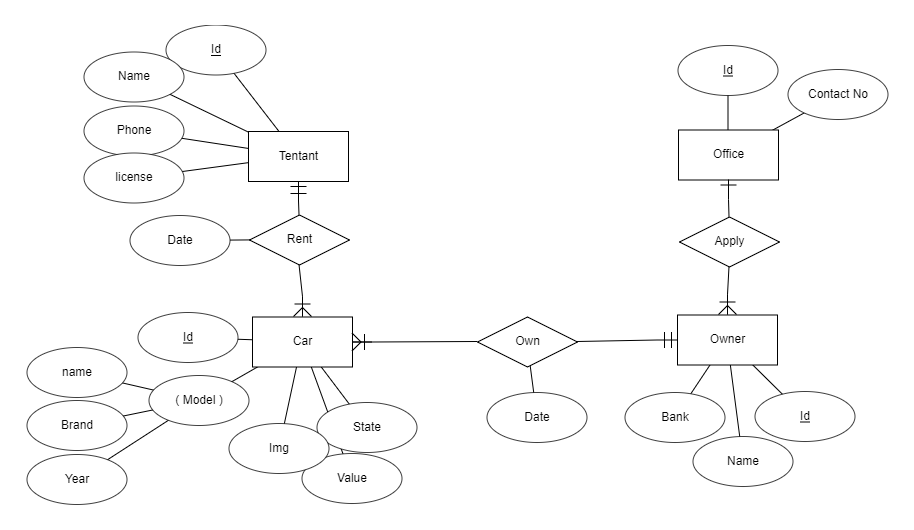 Id
Name
Phone
license
Tentant
Date
Rent
Id
Contact No
Office
Apply
Id
Car
Own
Owner
name
( Model )
Brand
Year
Img
State
Value
Date
Bank
Id
Name